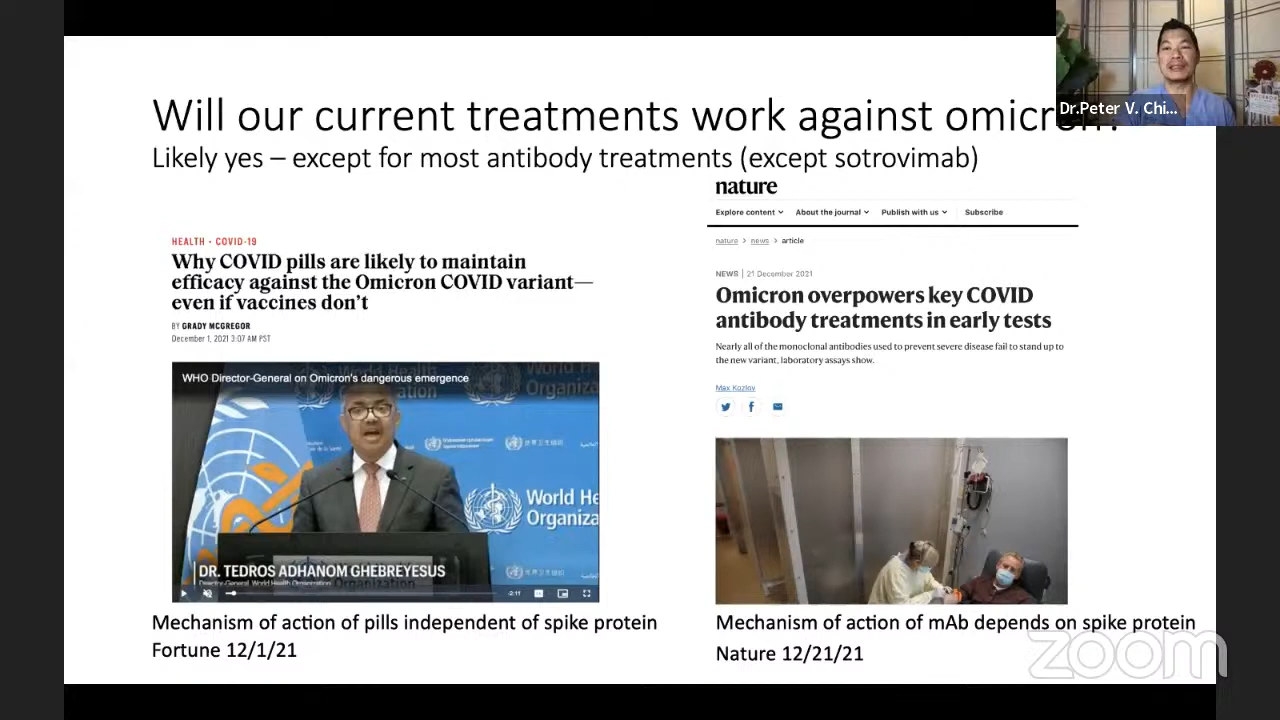 Will our current treatments work against omicron?
Likely yes – except for most antibody treatments (except sotrovimab)
Dr.Peter V. Chi...
HEALTH • COVID-19
Why COVID pills are likely to maintain
efficacy against the Omicron COVID variant—
even if vaccines don't
BY GRADY MCGREGOR
December 1, 2021 3:07 AM PST
WHO Director-General on Omicron's dangerous emergence
World He
Organiza
DR. TEDROS ADHANOM GHEBREYESUS
Director-General, World Health Organization
-2:11
Mechanism of action of pills independent of spike protein
Fortune 12/1/21
nature
Explore content About the journal Publish with us Subscribe
nature > news > article
NEWS | 21 December 2021
Omicron overpowers key COVID
antibody treatments in early tests
Nearly all of the monoclonal antibodies used to prevent severe disease fail to stand up to
the new variant, laboratory assays show.
Max Kozlov
Mechanism of action of mAb depends on spike protein
Nature 12/21/21
zoom